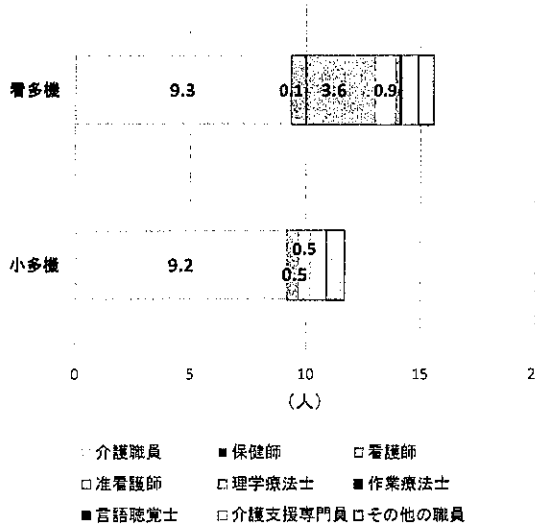 看多機
9.3 0.1 3.6 0.9
小多機
9.2 0.5 0.5
0 5 10 15 2
(人)
介護職員 保健師 看護師
准看護師 理学療法士 作業療法士
言語聴覚士 介護支援専門員 その他の職員